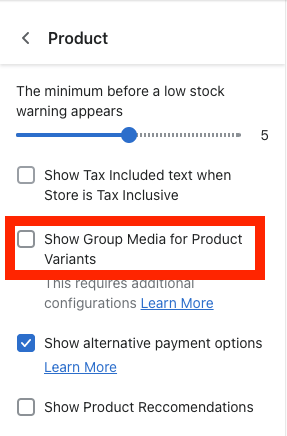 Product
The minimum before a low stock
warning appears
5
Show Tax Included text when
Store is Tax Inclusive
Show Group Media for Product
Variants
This requires additional
configurations Learn More
Show alternative payment options
Learn More
Show Product Reccomendations